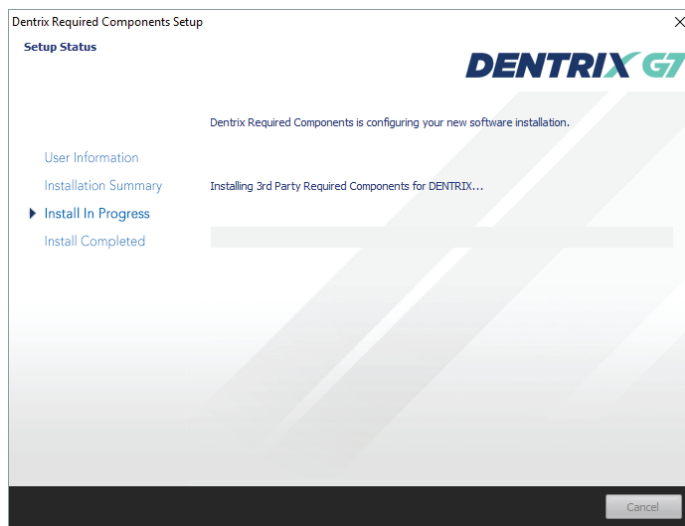 Dentrix Required Components Setup
Setup Status
DENTRIX G7
Dentrix Required Components is configuring your new software installation.
User Information
Installation Summary
Installing 3rd Party Required Components for DENTRIX...
Install In Progress
Install Completed
Cancel